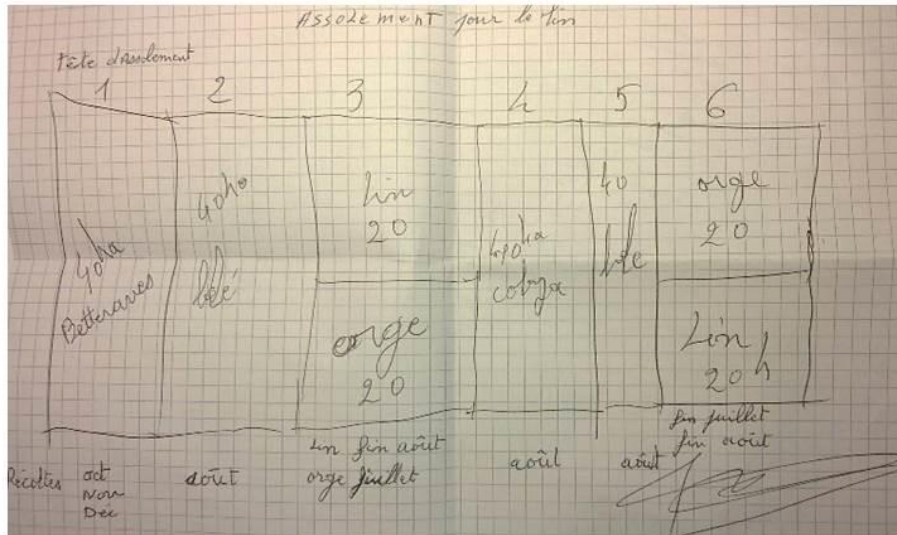 Assolement pour le lin
tête d'assolement
1 2 3 4 5 6
40ha
Betteraves
40ha
blé
lin
20
orge
20
40ha
colza
40
ble
orge
20
Lin
20 h
Récoltes
oct
Nov
Déc
août
Lin fin août
orge juillet
août
août
fin juillet
fin août